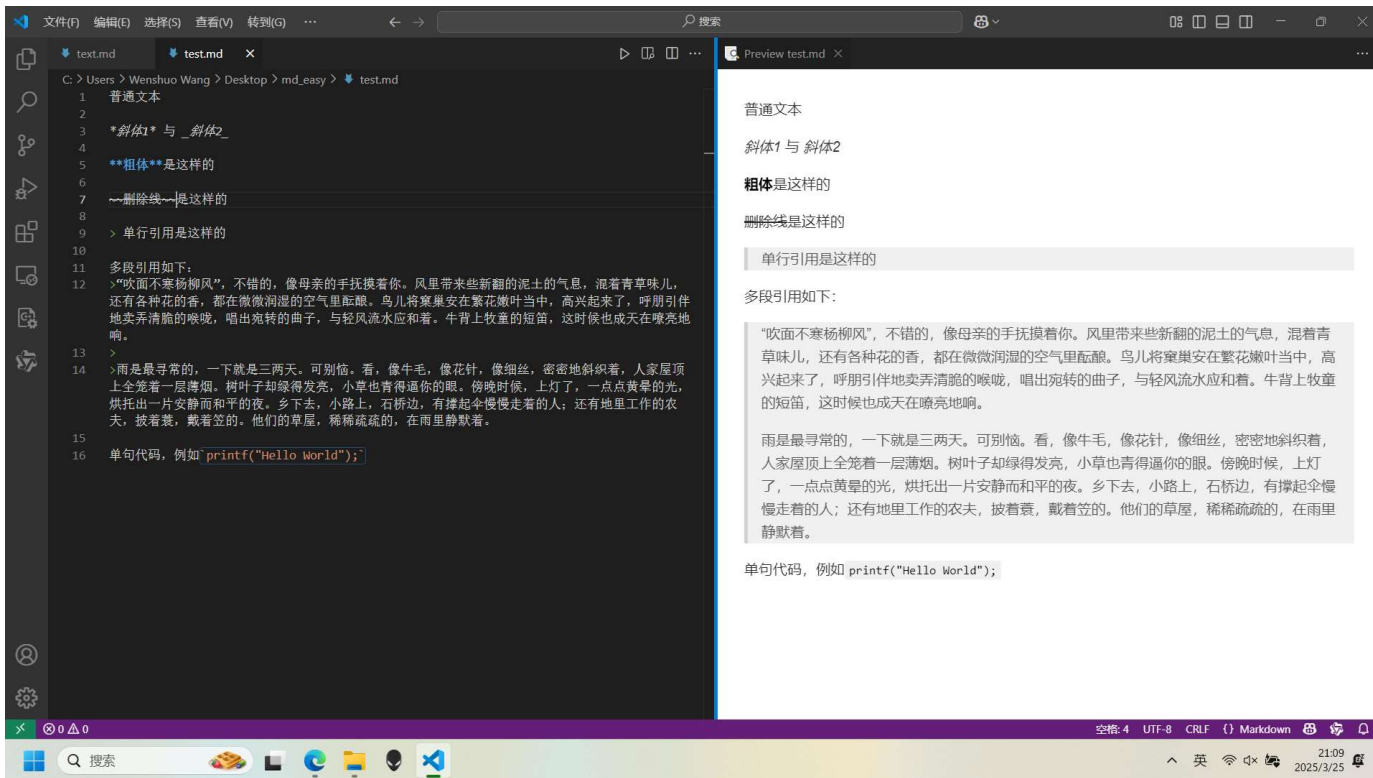 文件(F) 编辑(E) 选择(S) 查看(V) 转到(G) ··· 搜索
text.md test.md
Preview test.md
C: > Users > Wenshuo Wang > Desktop > md_easy > test.md
1 普通文本
2
3 *斜体1* 与 _斜体2_
4
5 **粗体**是这样的
6
7 ~~删除线~~是这样的
8
9 > 单行引用是这样的
10
11 多段引用如下:
12 >“吹面不寒杨柳风”，不错的，像母亲的手抚摸着你。风里带来些新翻的泥土的气息，混着青草味儿，
还有各种花的香，都在微微润湿的空气里酝酿。鸟儿将窠巢安在繁花嫩叶当中，高兴起来了，呼朋引伴
地卖弄清脆的喉咙，唱出宛转的曲子，与轻风流水应和着。牛背上牧童的短笛，这时候也成天在嘹亮地
响。
13 >
14 >雨是最寻常的，一下就是三两天。可别恼。看，像牛毛，像花针，像细丝，密密地斜织着，人家屋顶
上全笼着一层薄烟。树叶子却绿得发亮，小草也青得逼你的眼。傍晚时候，上灯了，一点点黄晕的光，
烘托出一片安静而和平的夜。乡下去，小路上，石桥边，有撑起伞慢慢走着的人；还有地里工作的农
夫，披着蓑，戴着笠的。他们的草屋，稀稀疏疏的，在雨里静默着。
15
16 单句代码，例如`printf("Hello World");`
普通文本
斜体1 与 斜体2
粗体是这样的
删除线是这样的
单行引用是这样的
多段引用如下：
“吹面不寒杨柳风”，不错的，像母亲的手抚摸着你。风里带来些新翻的泥土的气息，混着青
草味儿，还有各种花的香，都在微微润湿的空气里酝酿。鸟儿将窠巢安在繁花嫩叶当中，高
兴起来了，呼朋引伴地卖弄清脆的喉咙，唱出宛转的曲子，与轻风流水应和着。牛背上牧童
的短笛，这时候也成天在嘹亮地响。
雨是最寻常的，一下就是三两天。可别恼。看，像牛毛，像花针，像细丝，密密地斜织着，
人家屋顶上全笼着一层薄烟。树叶子却绿得发亮，小草也青得逼你的眼。傍晚时候，上灯
了，一点点黄晕的光，烘托出一片安静而和平的夜。乡下去，小路上，石桥边，有撑起伞慢
慢走着的人；还有地里工作的农夫，披着蓑，戴着笠的。他们的草屋，稀稀疏疏的，在雨里
静默着。
单句代码，例如 printf("Hello World");
0 0
空格: 4 UTF-8 CRLF {} Markdown
搜索
英
21:09
2025/3/25